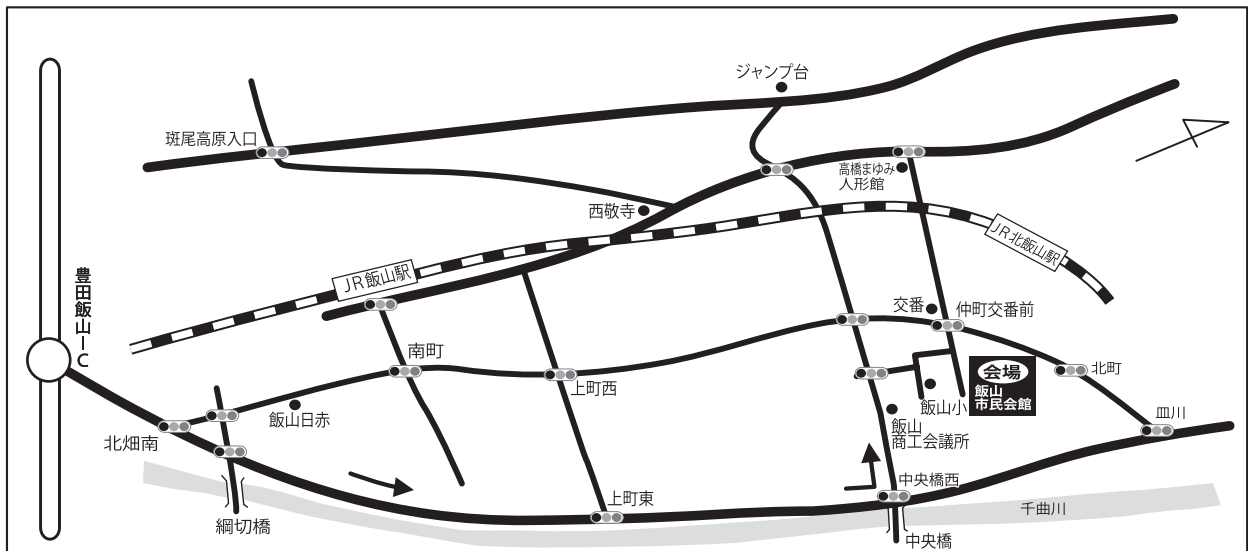 ジャンプ台
班尾高原入口
高橋まゆみ
人形館
西敬寺
JR北飯山駅
JR飯山駅
豊田飯山IC
交番
仲町交番前
南町
上町西
会場
飯山
市民会館
北町
飯山小
飯山日赤
飯山
商工会議所
皿川
北畑南
中央橋西
上町東
千曲川
綱切橋
中央橋